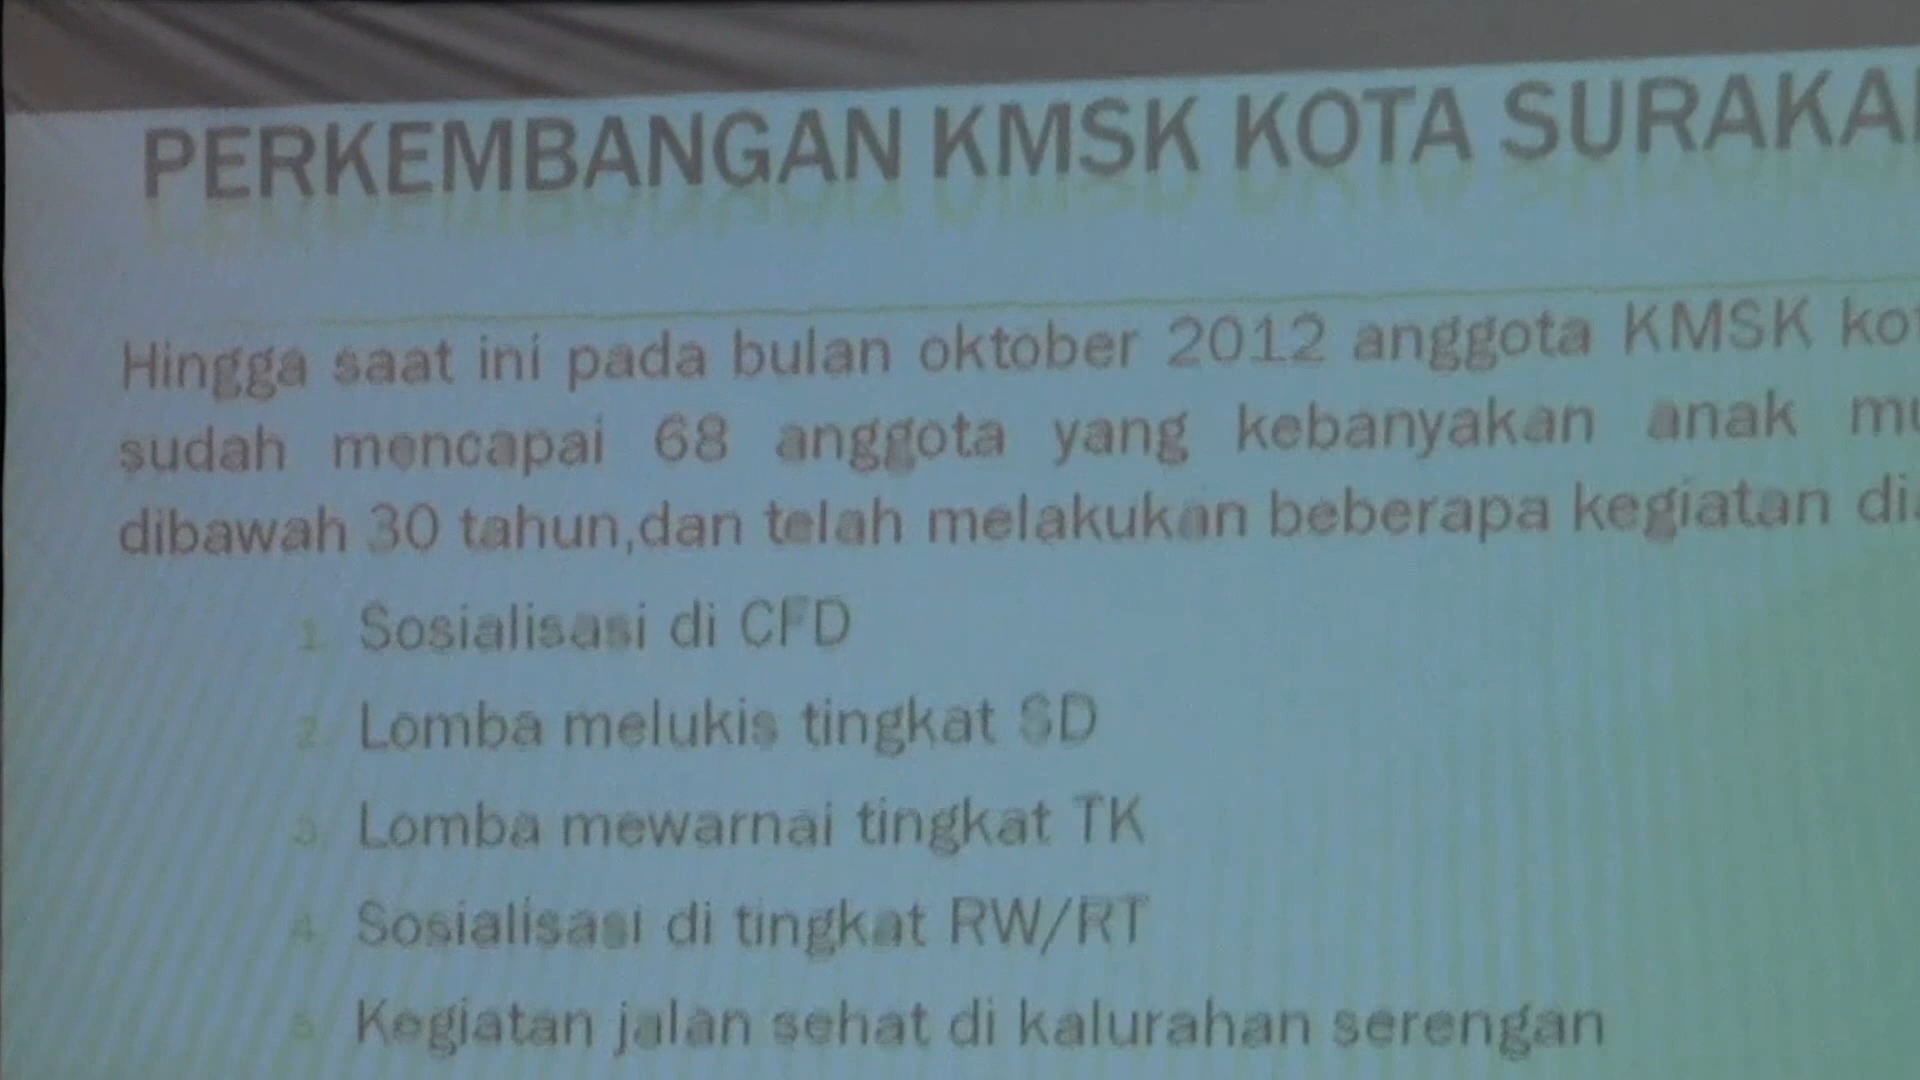 PERKEMBANGAN KMSK KOTA SURAKA
Hingga saat ini pada bulan oktober 2012 anggota KMSK
sudah mencapai 68 anggota yang kebanyakan anak
dibawah 30 tahun,dan telah melakukan beberapa kegiatan
1. Sosialisasi di CFD
2. Lomba melukis tingkat SD
3. Lomba mewarnai tingkat TK
4. Sosialisasi di tingkat RW/RT
5. Kegiatan jalan sehat di kalurahan serengan